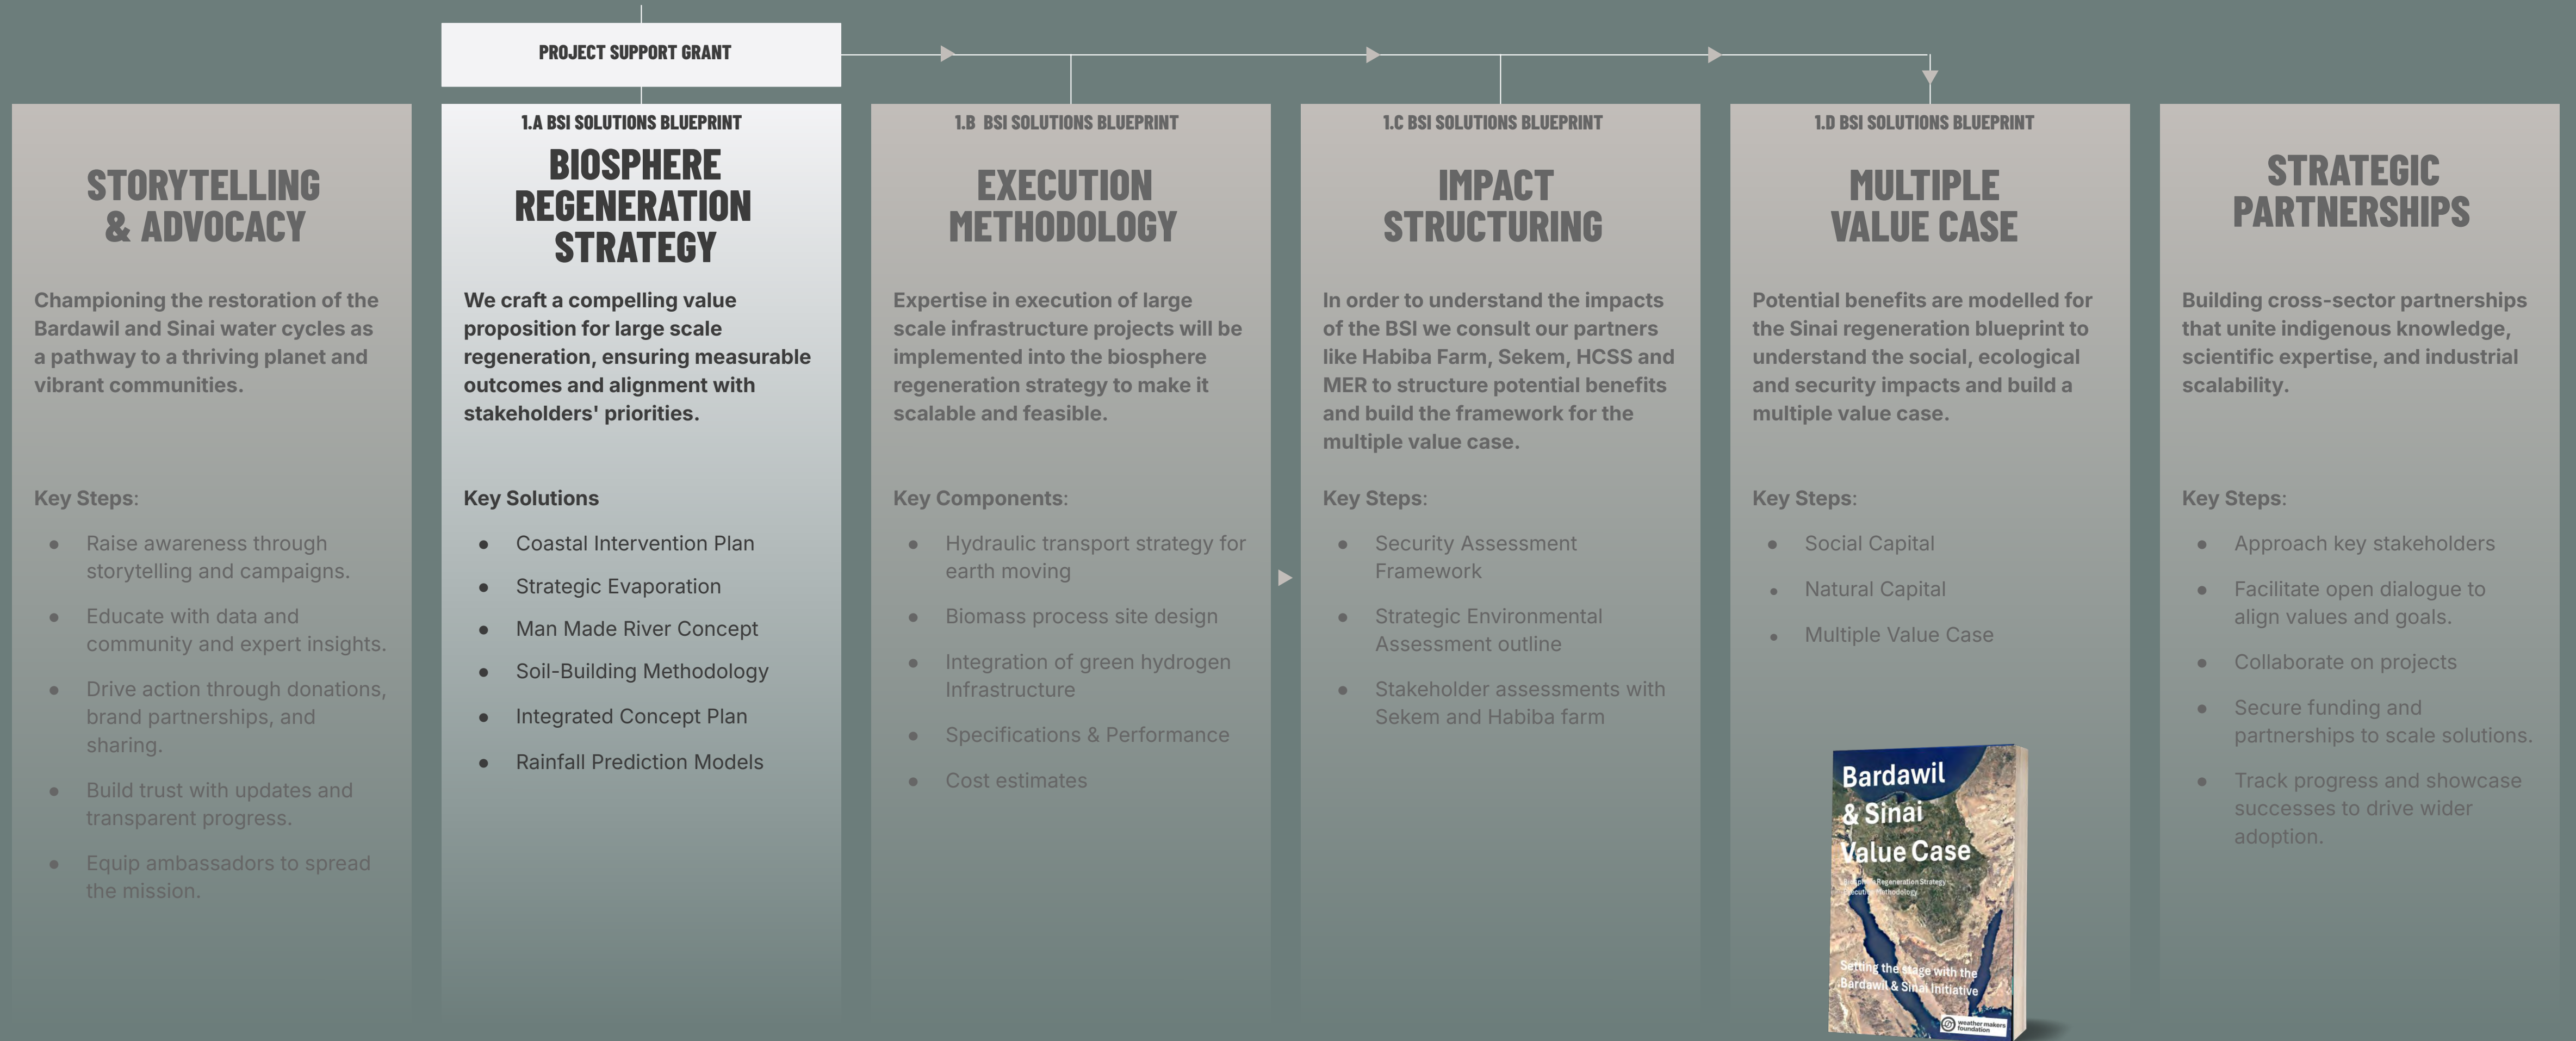 PROJECT SUPPORT GRANT
STORYTELLING
& ADVOCACY
Championing the restoration of the
Bardawil and Sinai water cycles as
a pathway to a thriving planet and
vibrant communities.
Key Steps:
● Raise awareness through
storytelling and campaigns.
● Educate with data and
community and expert insights.
● Drive action through donations,
brand partnerships, and
sharing.
● Build trust with updates and
transparent progress.
● Equip ambassadors to spread
the mission.
1.A BSI SOLUTIONS BLUEPRINT
BIOSPHERE
REGENERATION
STRATEGY
We craft a compelling value
proposition for large scale
regeneration, ensuring measurable
outcomes and alignment with
stakeholders' priorities.
Key Solutions
● Coastal Intervention Plan
● Strategic Evaporation
● Man Made River Concept
● Soil-Building Methodology
● Integrated Concept Plan
● Rainfall Prediction Models
1.B BSI SOLUTIONS BLUEPRINT
EXECUTION
METHODOLOGY
Expertise in execution of large
scale infrastructure projects will be
implemented into the biosphere
regeneration strategy to make it
scalable and feasible.
Key Components:
● Hydraulic transport strategy for
earth moving
● Biomass process site design
● Integration of green hydrogen
Infrastructure
● Specifications & Performance
● Cost estimates
1.C BSI SOLUTIONS BLUEPRINT
IMPACT
STRUCTURING
In order to understand the impacts
of the BSI we consult our partners
like Habiba Farm, Sekem, HCSS and
MER to structure potential benefits
and build the framework for the
multiple value case.
Key Steps:
● Security Assessment
Framework
● Strategic Environmental
Assessment outline
● Stakeholder assessments with
Sekem and Habiba farm
1.D BSI SOLUTIONS BLUEPRINT
MULTIPLE
VALUE CASE
Potential benefits are modelled for
the Sinai regeneration blueprint to
understand the social, ecological
and security impacts and build a
multiple value case.
Key Steps:
● Social Capital
● Natural Capital
● Multiple Value Case
Bardawil
& Sinai
Value Case
Regeneration Strategy
Methodology
Setting the stage with the
Bardawil & Sinai Initiative
weather makers
foundation
STRATEGIC
PARTNERSHIPS
Building cross-sector partnerships
that unite indigenous knowledge,
scientific expertise, and industrial
scalability.
Key Steps:
● Approach key stakeholders
● Facilitate open dialogue to
align values and goals.
● Collaborate on projects
● Secure funding and
partnerships to scale solutions.
● Track progress and showcase
successes to drive wider
adoption.